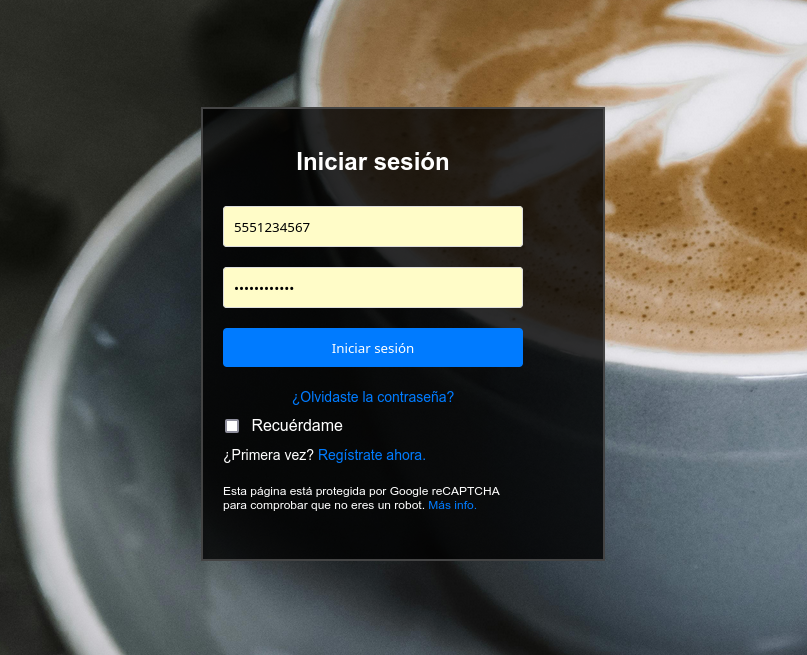 Iniciar sesión
5551234567
••••••••••••
Iniciar sesión
¿Olvidaste la contraseña?
Recuérdame
¿Primera vez? Regístrate ahora.
Esta página está protegida por Google reCAPTCHA
para comprobar que no eres un robot. Más info.